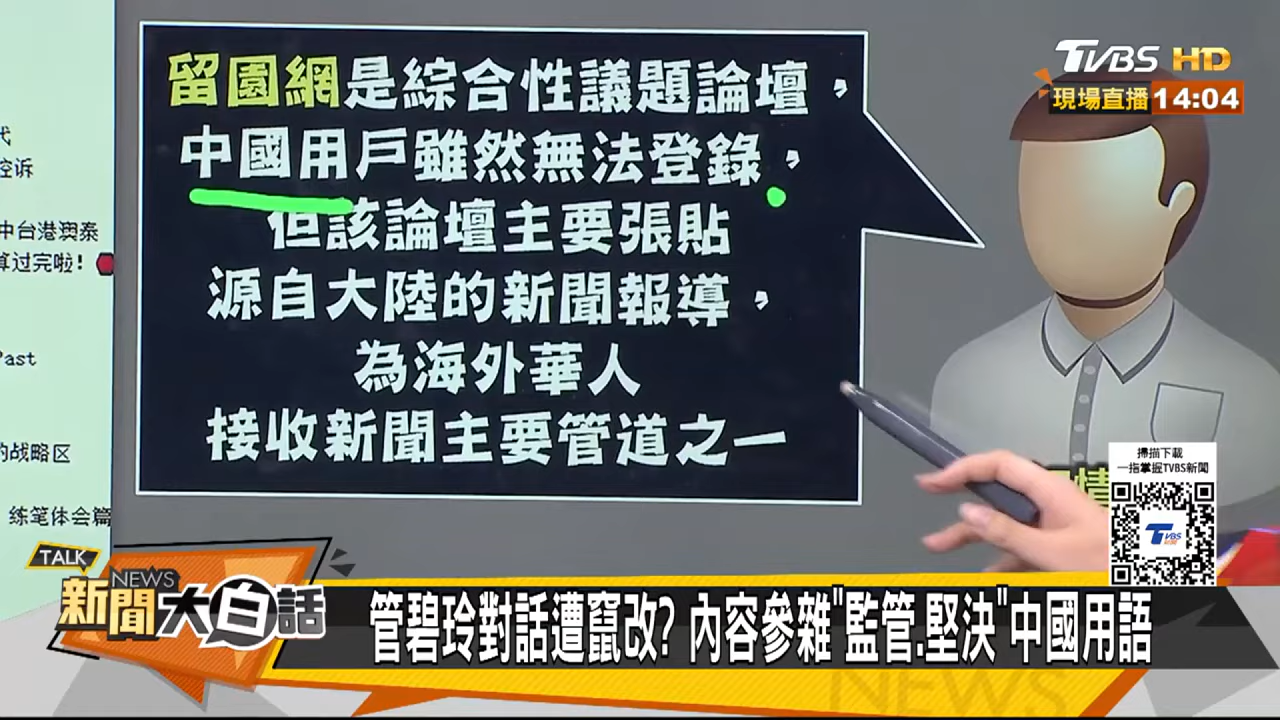 TVBS HD
現場直播 14:04
留園網是綜合性議題論壇，
中國用戶雖然無法登錄，
但該論壇主要張貼
源自大陸的新聞報導，
為海外華人
接收新聞主要管道之一
代
控诉
中台港澳泰
算过完啦!
Past
的战略区
练笔体会篇
情
掃描下載
一指掌握TVBS新聞
TVBS
TALK
NEWS
新聞大白話
管碧玲對話遭竄改? 內容參雜"監管.堅決"中國用語
NEWS